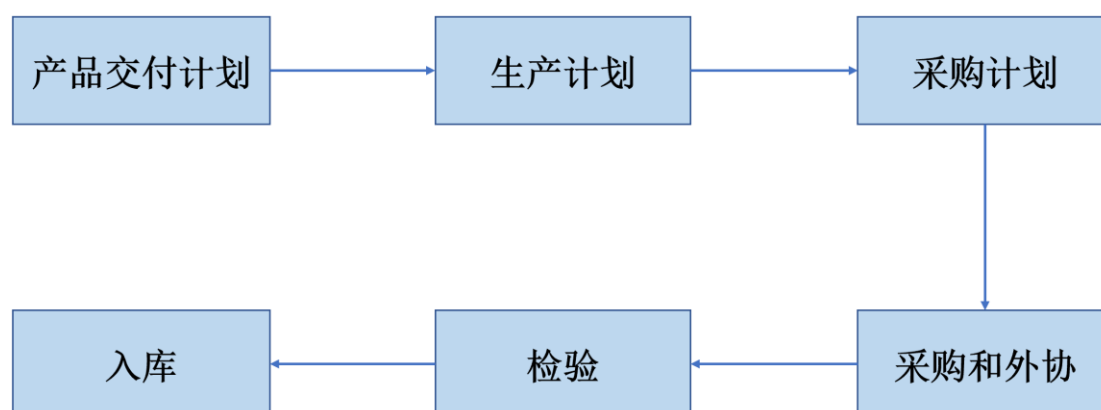 产品交付计划
生产计划
采购计划
采购和外协
检验
入库